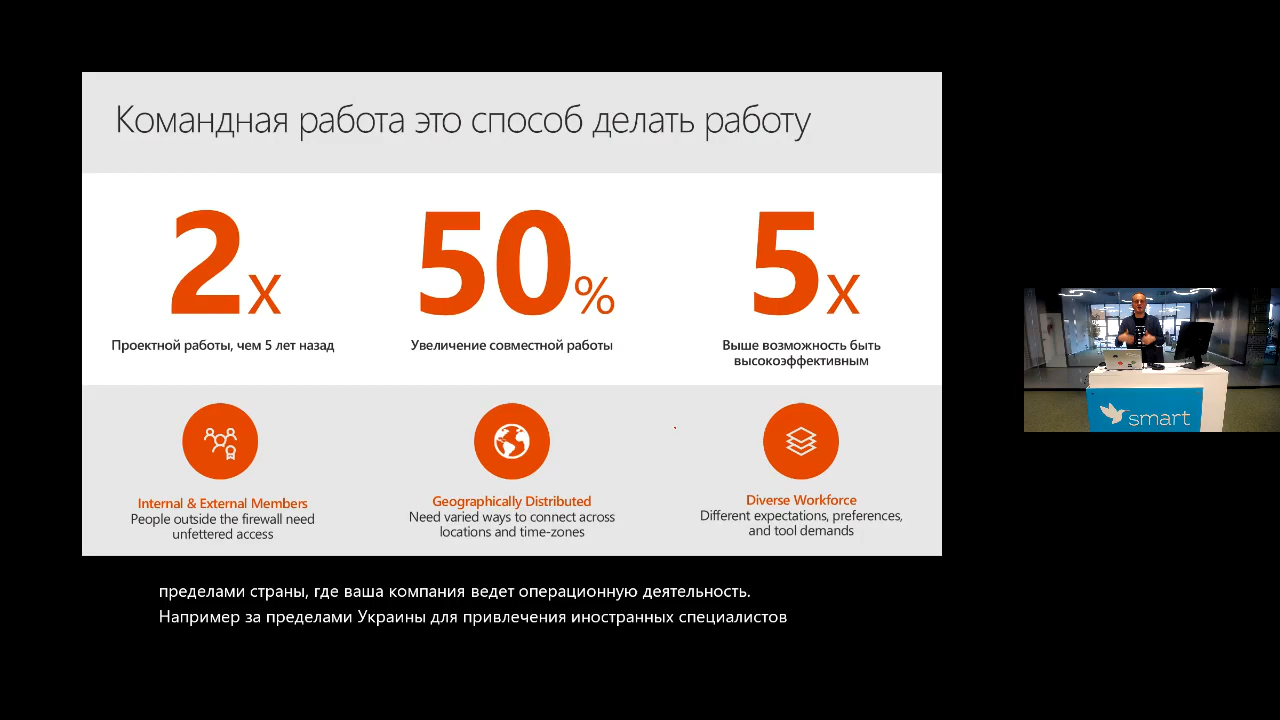 Командная работа это способ делать работу
2x
Проектной работы, чем 5 лет назад
50%
Увеличение совместной работы
5x
Выше возможность быть
высокоэффективным
Internal & External Members
People outside the firewall need
unfettered access
Geographically Distributed
Need varied ways to connect across
locations and time-zones
Diverse Workforce
Different expectations, preferences,
and tool demands
smart
пределами страны, где ваша компания ведет операционную деятельность.
Например за пределами Украины для привлечения иностранных специалистов